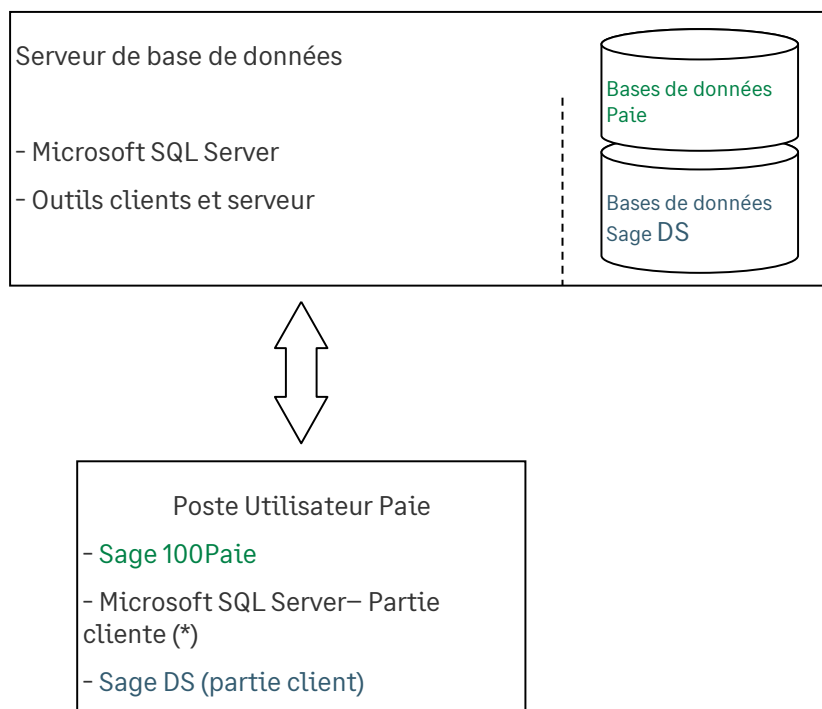 Serveur de base de données
- Microsoft SQL Server
- Outils clients et serveur
Bases de données
Paie
Bases de données
Sage DS
Poste Utilisateur Paie
- Sage 100Paie
- Microsoft SQL Server– Partie
cliente (*)
- Sage DS (partie client)